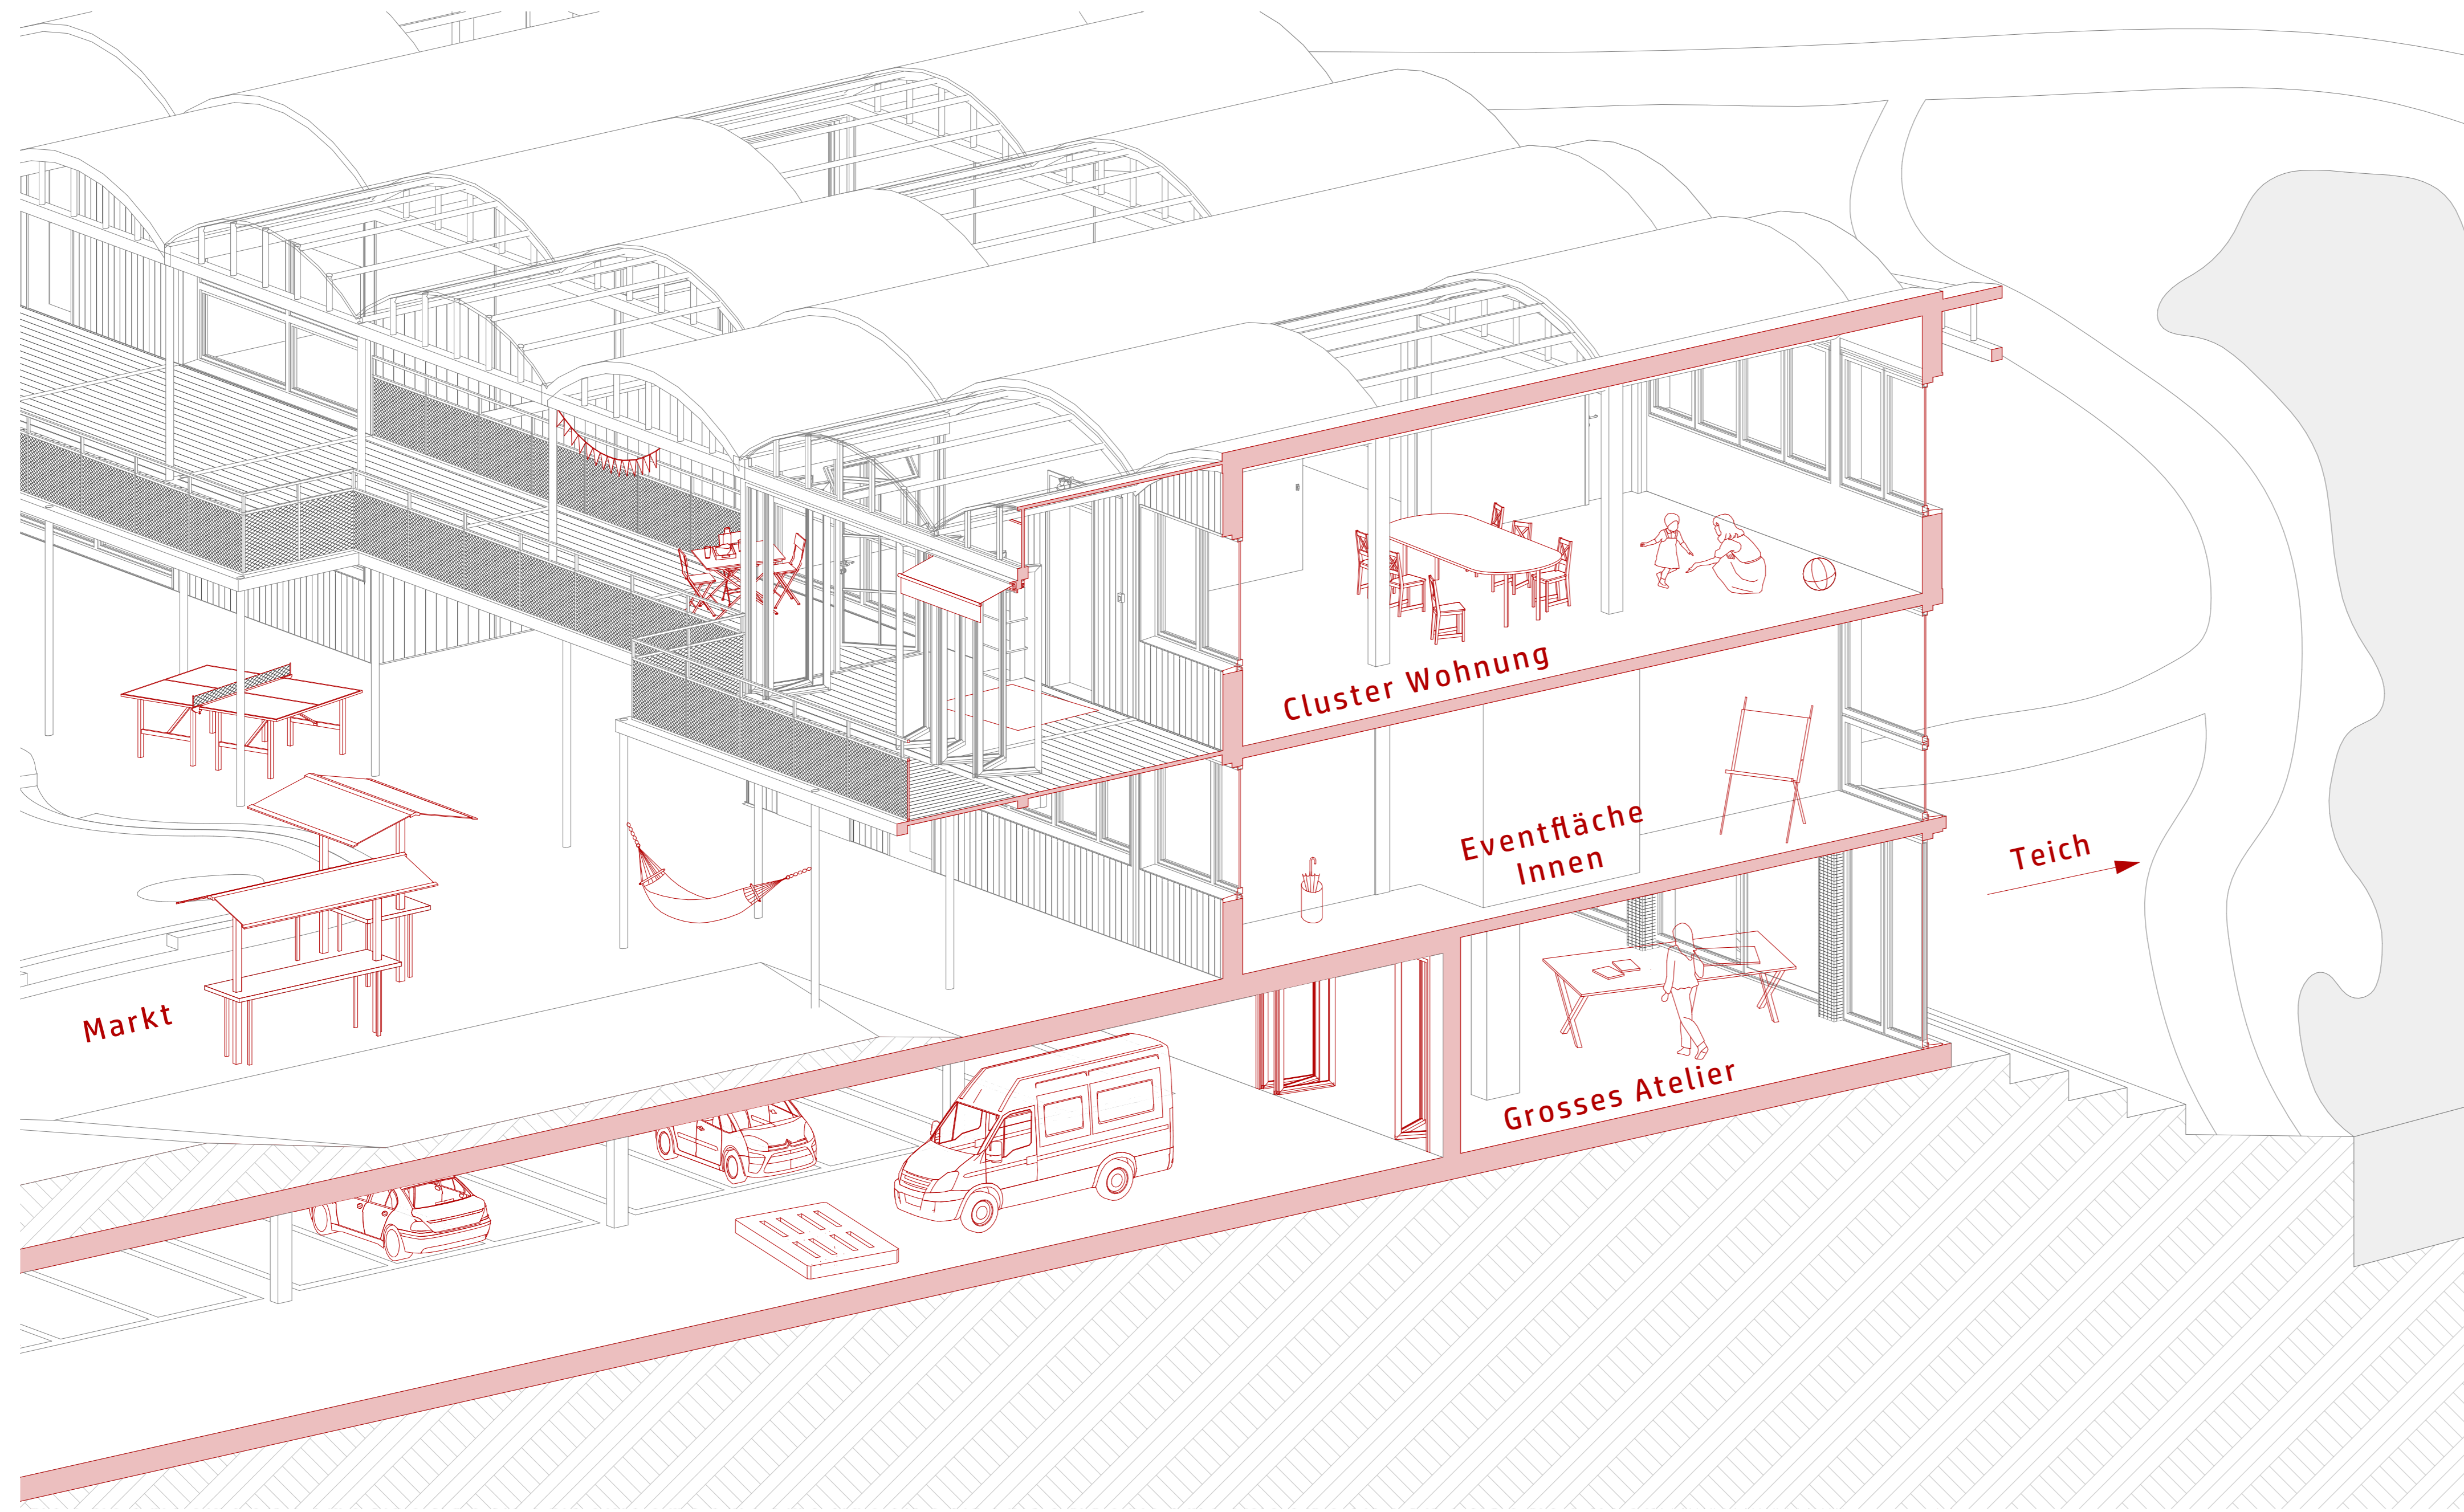 Cluster Wohnung
Eventfläche
Innen
Teich
Markt
Grosses Atelier